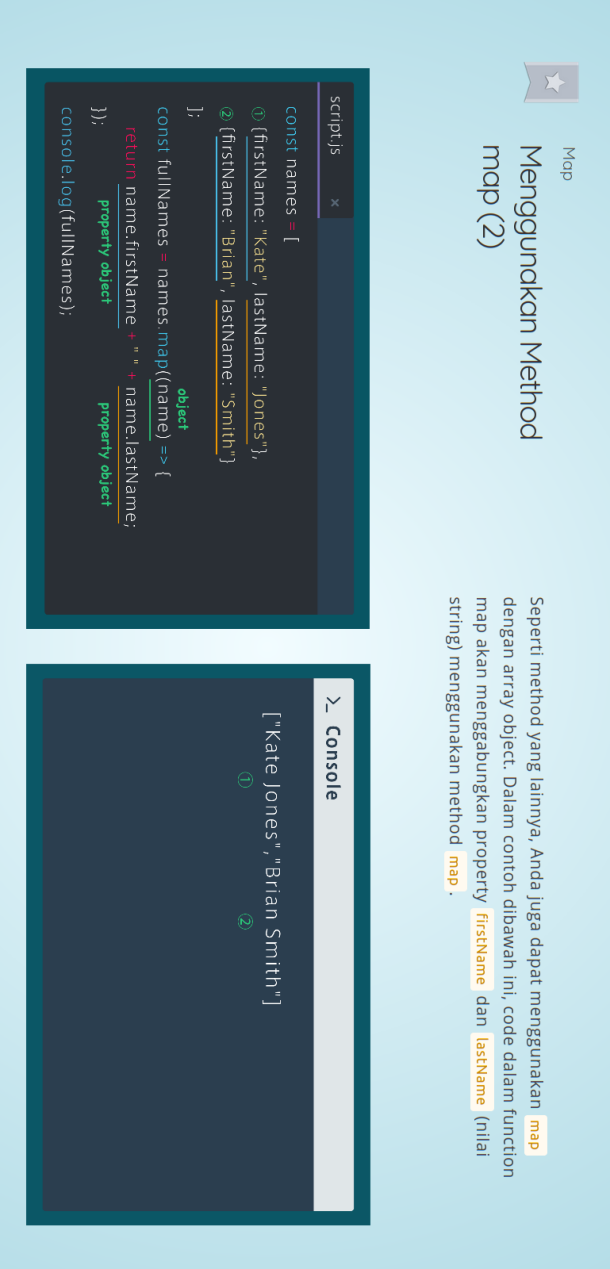 Map
Menggunakan Method
map (2)
Seperti method yang lainnya, Anda juga dapat menggunakan map
dengan array object. Dalam contoh dibawah ini, code dalam function
map akan menggabungkan property firstName dan lastName (nilai
string) menggunakan method map .
script.js ×
const names = [
① {firstName: "Kate", lastName: "Jones"},
② {firstName: "Brian", lastName: "Smith"}
];
object
const fullNames = names.map((name) => {
return name.firstName + " " + name.lastName;
property object property object
});
console.log(fullNames);
>_ Console
["Kate Jones","Brian Smith"]
① ②